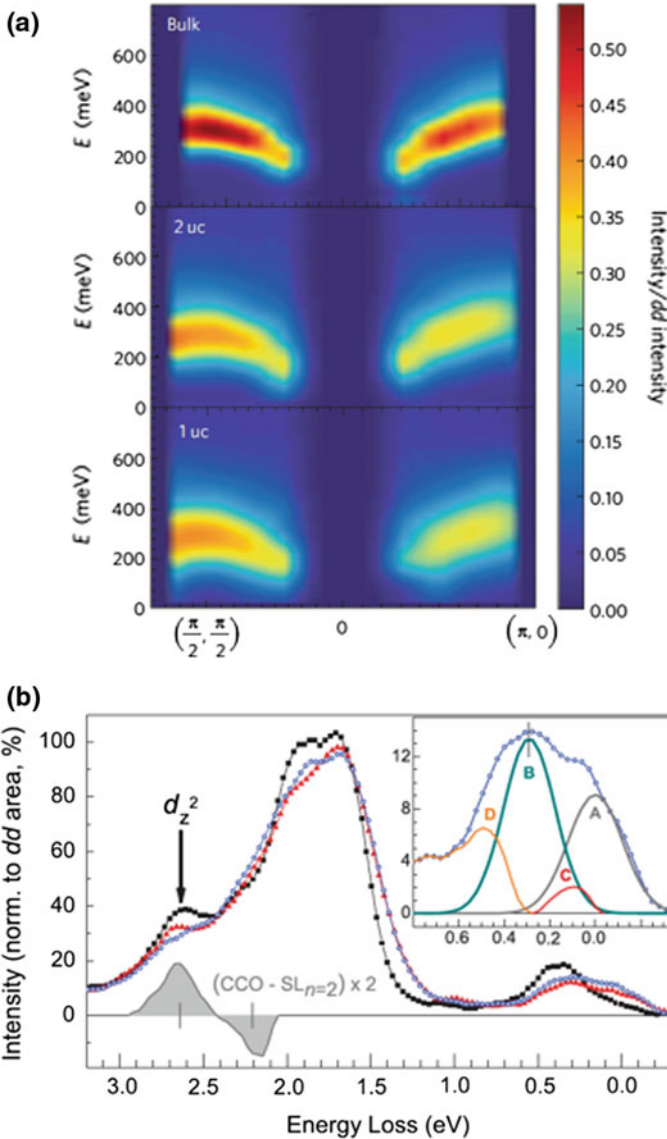 (a)
Bulk
E (meV)
600
400
200
0
2 uc
E (meV)
600
400
200
0
1 uc
E (meV)
600
400
200
0
(π/2, π/2)
0
(π, 0)
0.50
0.45
0.40
0.35
0.30
0.25
0.20
0.15
0.10
0.05
0.00
Intensity/dd intensity
(b)
Intensity (norm. to dd area, %)
100
80
60
40
20
0
d_z²
(CCO - SL_{n=2}) x 2
12
8
4
0
D
B
C
A
0.6
0.4
0.2
0.0
3.0
2.5
2.0
1.5
1.0
0.5
0.0
Energy Loss (eV)